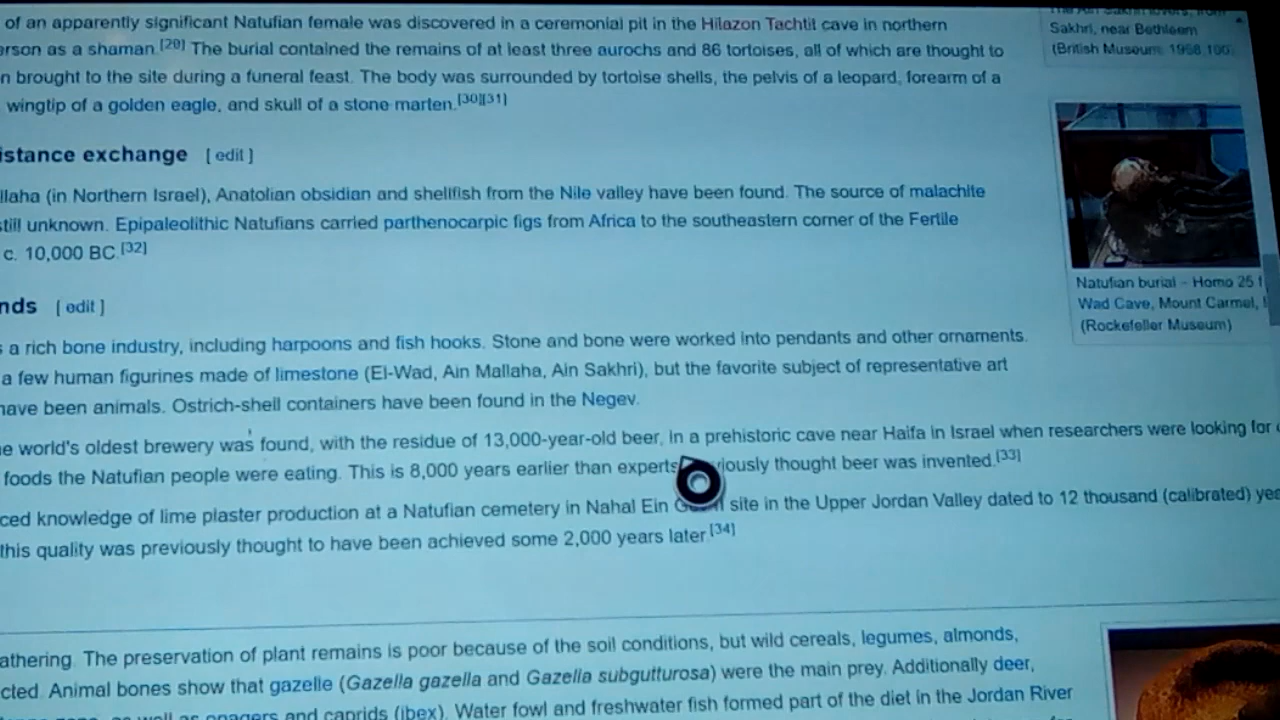 of an apparently significant Natufian female was discovered in a ceremonial pit in the Hilazon Tachtit cave in northern
erson as a shaman.[20] The burial contained the remains of at least three aurochs and 86 tortoises, all of which are thought to
n brought to the site during a funeral feast. The body was surrounded by tortoise shells, the pelvis of a leopard, forearm of a
wingtip of a golden eagle, and skull of a stone marten.[30][31]
Sakhri, near Bethleem
(British Museum: 1958.100
istance exchange [ edit ]
llaha (in Northern Israel), Anatolian obsidian and shellfish from the Nile valley have been found. The source of malachite
still unknown. Epipaleolithic Natufians carried parthenocarpic figs from Africa to the southeastern corner of the Fertile
c. 10,000 BC.[32]
Natufian burial – Homo 25 f
Wad Cave, Mount Carmel,
(Rockefeller Museum)
nds [ edit ]
s a rich bone industry, including harpoons and fish hooks. Stone and bone were worked into pendants and other ornaments.
a few human figurines made of limestone (El-Wad, Ain Mallaha, Ain Sakhri), but the favorite subject of representative art
have been animals. Ostrich-shell containers have been found in the Negev.
e world's oldest brewery was found, with the residue of 13,000-year-old beer, in a prehistoric cave near Haifa in Israel when researchers were looking for
foods the Natufian people were eating. This is 8,000 years earlier than experts iously thought beer was invented.[33]
ced knowledge of lime plaster production at a Natufian cemetery in Nahal Ein site in the Upper Jordan Valley dated to 12 thousand (calibrated) ye
this quality was previously thought to have been achieved some 2,000 years later.[34]
athering. The preservation of plant remains is poor because of the soil conditions, but wild cereals, legumes, almonds,
cted. Animal bones show that gazelle (Gazella gazella and Gazella subgutturosa) were the main prey. Additionally deer,
as well as onagers and caprids (ibex). Water fowl and freshwater fish formed part of the diet in the Jordan River